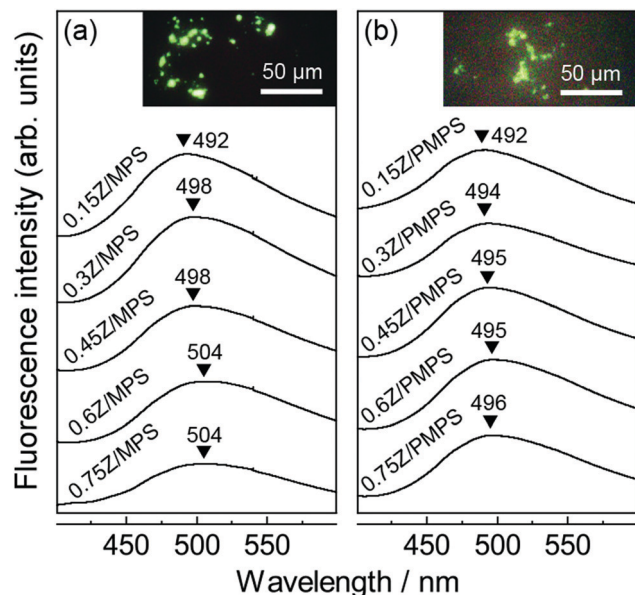 Fluorescence intensity (arb. units)
(a)
50 μm
492
0.15Z/MPS
498
0.3Z/MPS
498
0.45Z/MPS
504
0.6Z/MPS
504
0.75Z/MPS
450 500 550
(b)
50 μm
492
0.15Z/PMPS
494
0.3Z/PMPS
495
0.45Z/PMPS
495
0.6Z/PMPS
496
0.75Z/PMPS
450 500 550
Wavelength / nm